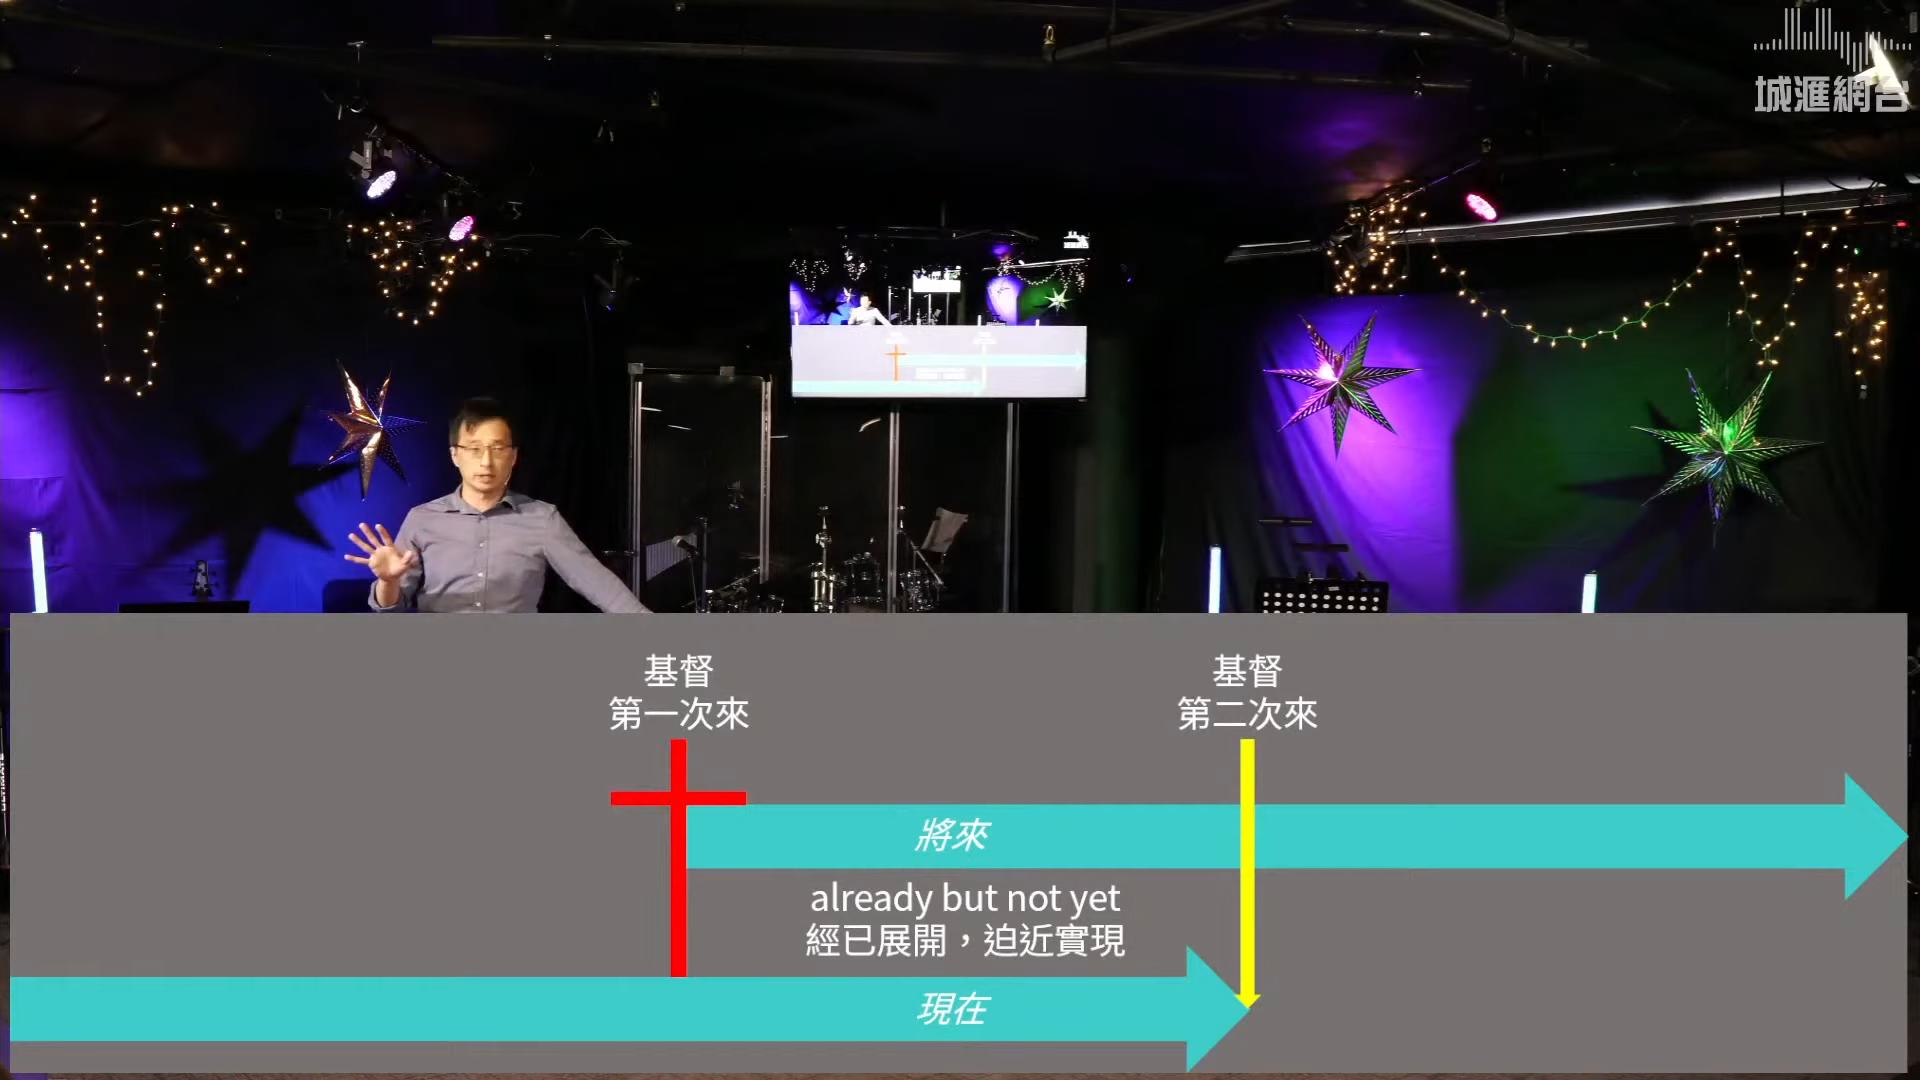 城滙網台
基督
第一次來
基督
第二次來
將來
already but not yet
經已展開，迫近實現
現在